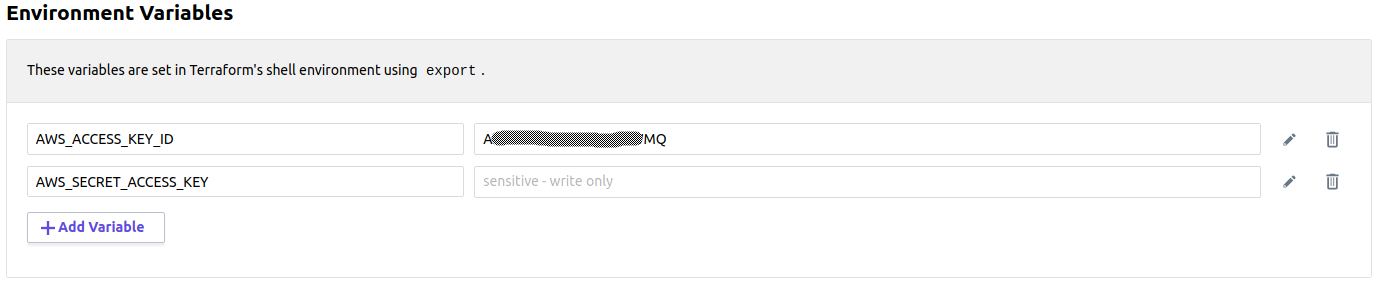 Environment Variables
These variables are set in Terraform's shell environment using export.
AWS_ACCESS_KEY_ID
A MQ
AWS_SECRET_ACCESS_KEY
sensitive - write only
+ Add Variable